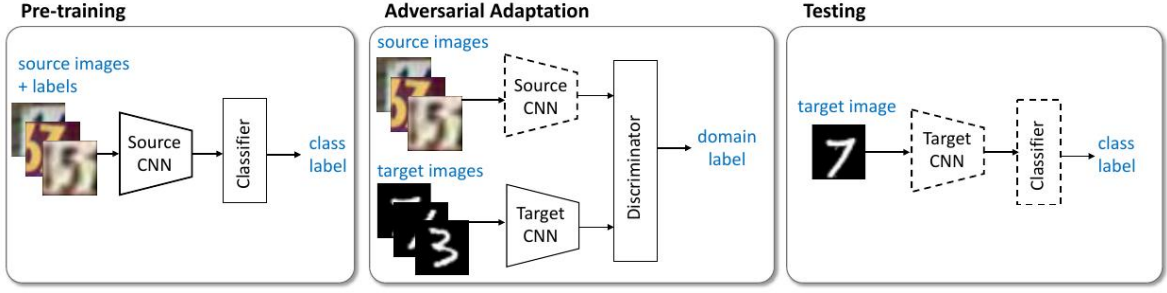 Pre-training
source images
+ labels
Source
CNN
Classifier
class
label
Adversarial Adaptation
source images
Source
CNN
target images
Target
CNN
Discriminator
domain
label
Testing
target image
7
Target
CNN
Classifier
class
label